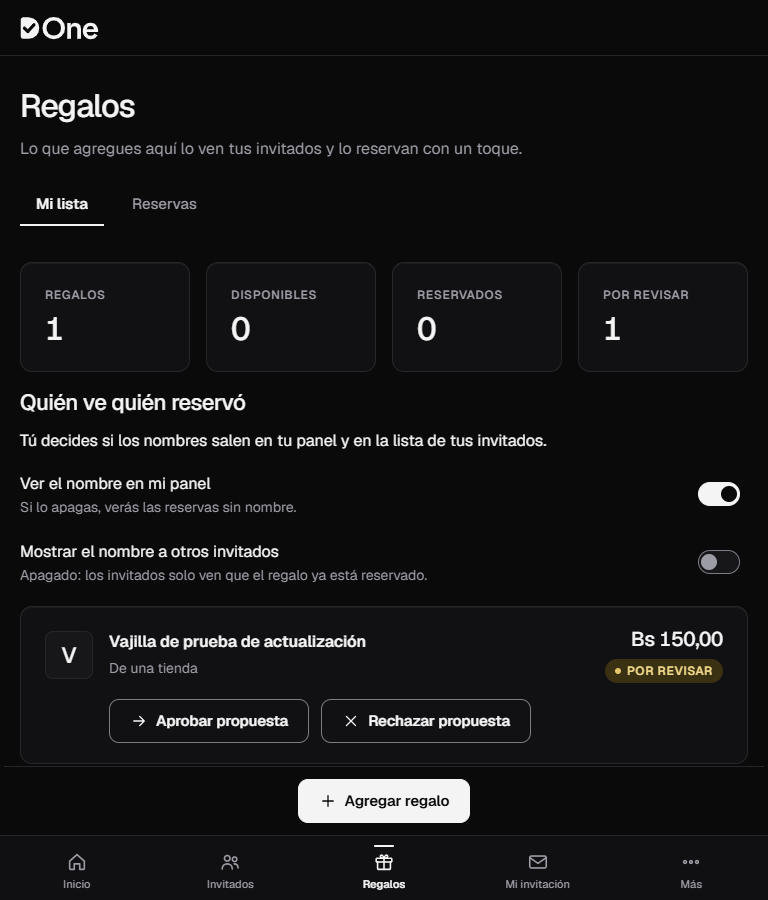 One
Regalos
Lo que agregues aquí lo ven tus invitados y lo reservan con un toque.
Mi lista
Reservas
REGALOS
1
DISPONIBLES
0
RESERVADOS
0
POR REVISAR
1
Quién ve quién reservó
Tú decides si los nombres salen en tu panel y en la lista de tus invitados.
Ver el nombre en mi panel
Si lo apagas, verás las reservas sin nombre.
Mostrar el nombre a otros invitados
Apagado: los invitados solo ven que el regalo ya está reservado.
V
Vajilla de prueba de actualización
De una tienda
Bs 150,00
POR REVISAR
Aprobar propuesta
Rechazar propuesta
Agregar regalo
Inicio
Invitados
Regalos
Mi invitación
Más